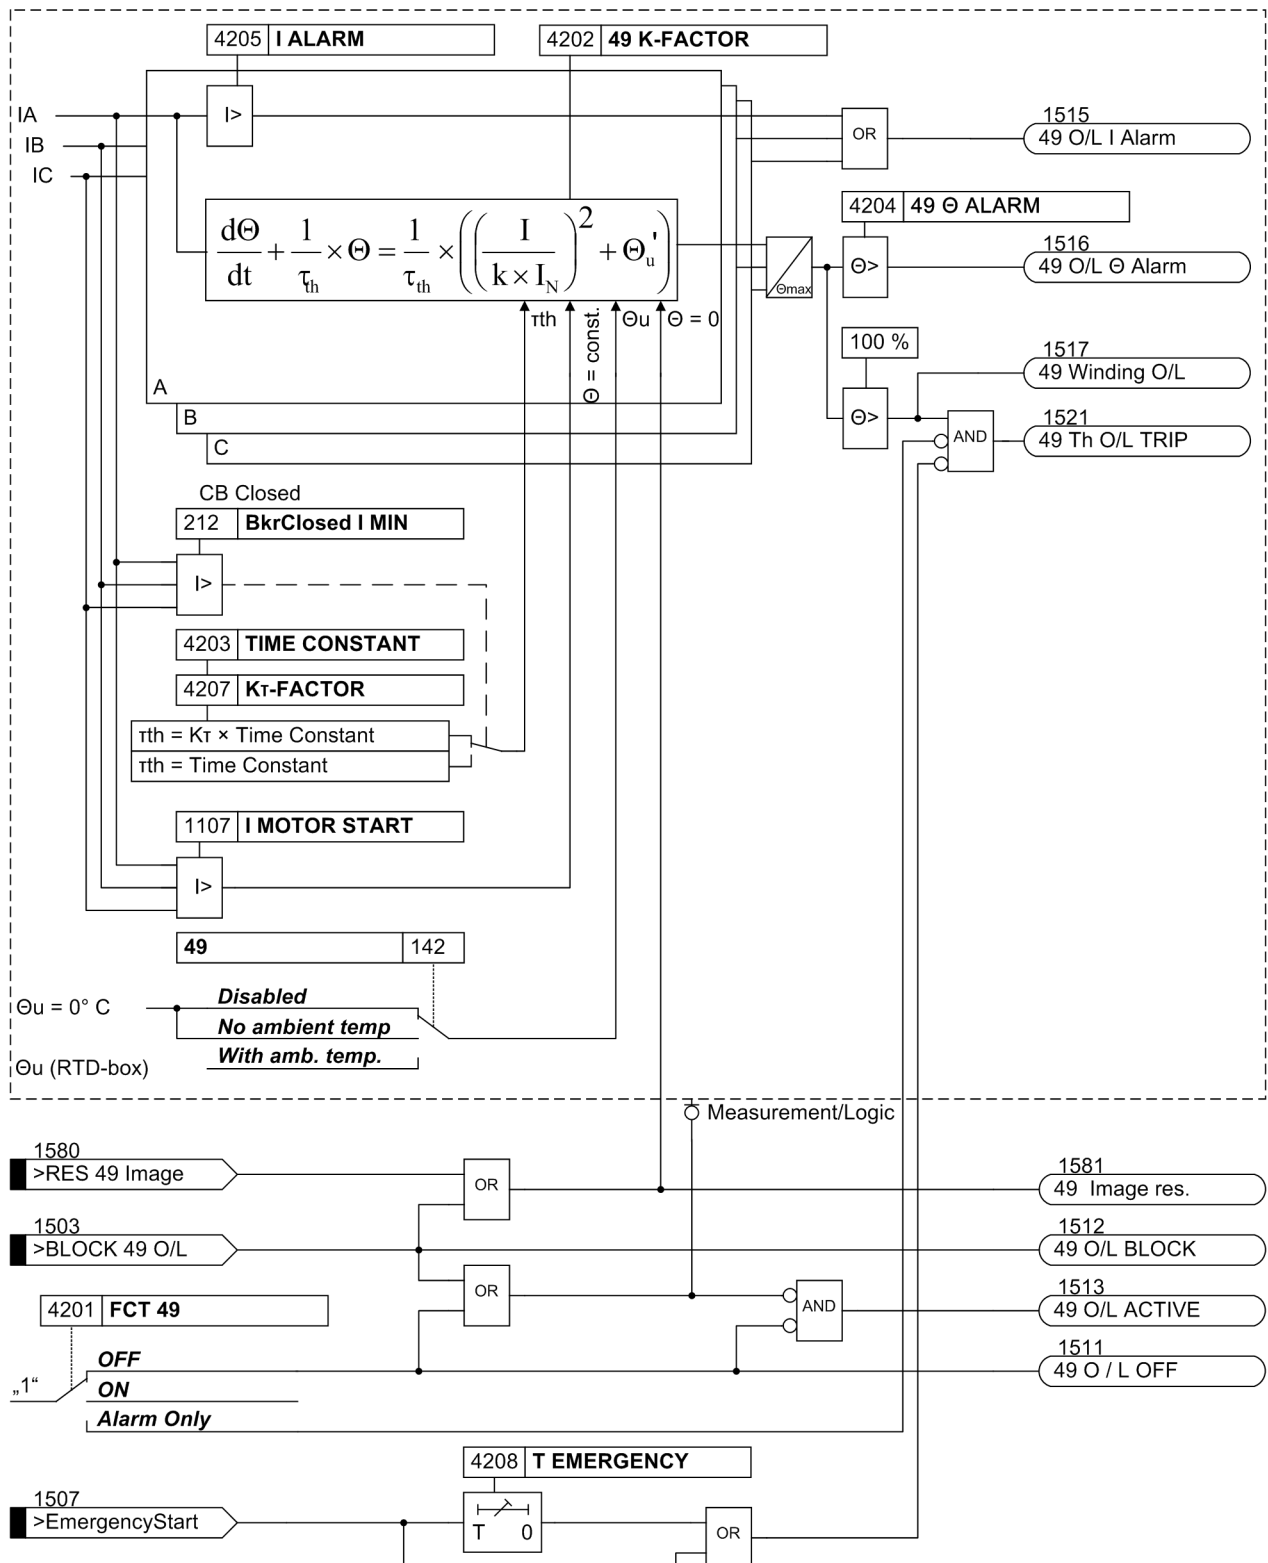 4205 I ALARM
4202 49 K-FACTOR
IA
I>
IB
IC
OR
1515
49 O/L I Alarm
4204 49 Θ ALARM
dΘ/dt + 1/τth × Θ = 1/τth × ((I/(k × IN))² + Θu')
Θmax
Θ>
1516
49 O/L Θ Alarm
τth
Θ = const.
Θu
Θ = 0
100 %
1517
49 Winding O/L
A
B
C
Θ>
AND
1521
49 Th O/L TRIP
CB Closed
212 BkrClosed I MIN
I>
4203 TIME CONSTANT
4207 Kτ-FACTOR
τth = Kτ × Time Constant
τth = Time Constant
1107 I MOTOR START
I>
49 142
Θu = 0° C
Disabled
No ambient temp
With amb. temp.
Θu (RTD-box)
Measurement/Logic
1580
>RES 49 Image
OR
1581
49 Image res.
1503
>BLOCK 49 O/L
1512
49 O/L BLOCK
OR
AND
1513
49 O/L ACTIVE
4201 FCT 49
1511
49 O / L OFF
„1“
OFF
ON
Alarm Only
4208 T EMERGENCY
1507
>EmergencyStart
T 0
OR